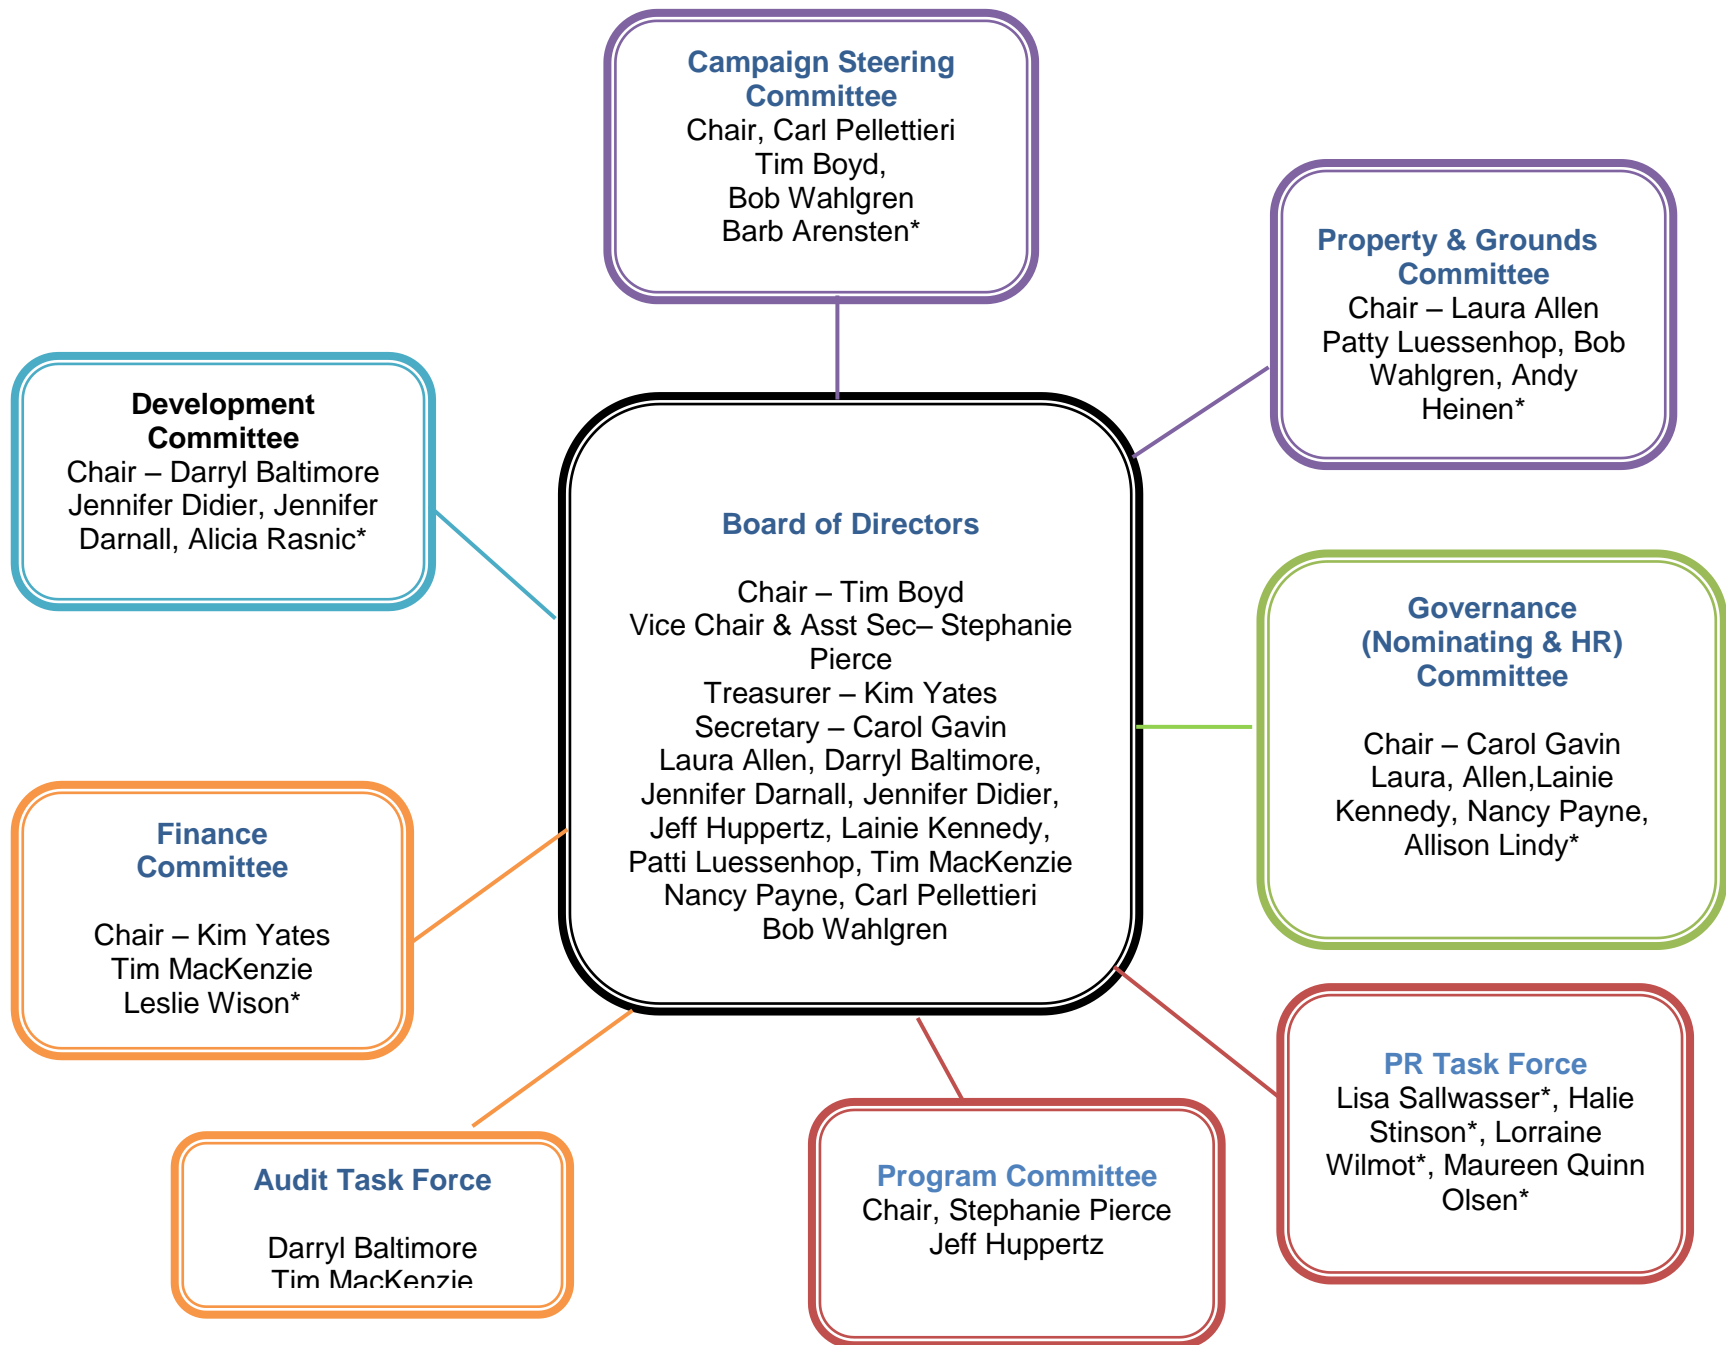 Campaign Steering
Committee
Chair, Carl Pellettieri
Tim Boyd,
Bob Wahlgren
Barb Arensten*
Property & Grounds
Committee
Chair – Laura Allen
Patty Luessenhop, Bob
Wahlgren, Andy
Heinen*
Development
Committee
Chair – Darryl Baltimore
Jennifer Didier, Jennifer
Darnall, Alicia Rasnic*
Board of Directors
Chair – Tim Boyd
Vice Chair & Asst Sec– Stephanie
Pierce
Treasurer – Kim Yates
Secretary – Carol Gavin
Laura Allen, Darryl Baltimore,
Jennifer Darnall, Jennifer Didier,
Jeff Huppertz, Lainie Kennedy,
Patti Luessenhop, Tim MacKenzie
Nancy Payne, Carl Pellettieri
Bob Wahlgren
Governance
(Nominating & HR)
Committee
Chair – Carol Gavin
Laura, Allen,Lainie
Kennedy, Nancy Payne,
Allison Lindy*
Finance
Committee
Chair – Kim Yates
Tim MacKenzie
Leslie Wison*
PR Task Force
Lisa Sallwasser*, Halie
Stinson*, Lorraine
Wilmot*, Maureen Quinn
Olsen*
Program Committee
Chair, Stephanie Pierce
Jeff Huppertz
Audit Task Force
Darryl Baltimore
Tim MacKenzie